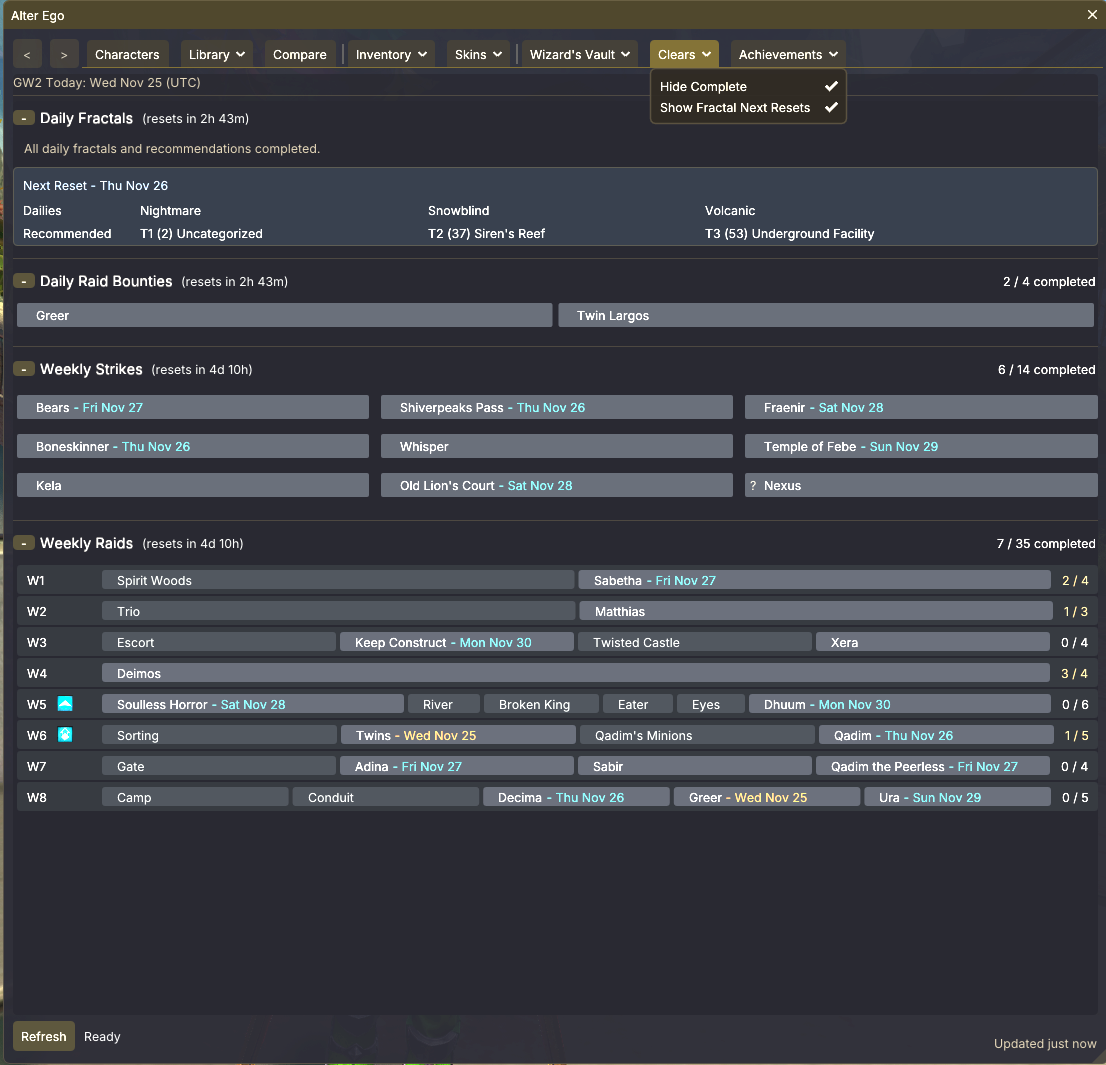 Alter Ego
< > Characters Library Compare Inventory Skins Wizard's Vault Clears Achievements
GW2 Today: Wed Nov 25 (UTC)
Hide Complete
Show Fractal Next Resets
- Daily Fractals (resets in 2h 43m)
All daily fractals and recommendations completed.
Next Reset - Thu Nov 26
Dailies Nightmare Snowblind Volcanic
Recommended T1 (2) Uncategorized T2 (37) Siren's Reef T3 (53) Underground Facility
- Daily Raid Bounties (resets in 2h 43m) 2 / 4 completed
Greer Twin Largos
- Weekly Strikes (resets in 4d 10h) 6 / 14 completed
Bears - Fri Nov 27 Shiverpeaks Pass - Thu Nov 26 Fraenir - Sat Nov 28
Boneskinner - Thu Nov 26 Whisper Temple of Febe - Sun Nov 29
Kela Old Lion's Court - Sat Nov 28 ? Nexus
- Weekly Raids (resets in 4d 10h) 7 / 35 completed
W1 Spirit Woods Sabetha - Fri Nov 27 2 / 4
W2 Trio Matthias 1 / 3
W3 Escort Keep Construct - Mon Nov 30 Twisted Castle Xera 0 / 4
W4 Deimos 3 / 4
W5 Soulless Horror - Sat Nov 28 River Broken King Eater Eyes Dhuum - Mon Nov 30 0 / 6
W6 Sorting Twins - Wed Nov 25 Qadim's Minions Qadim - Thu Nov 26 1 / 5
W7 Gate Adina - Fri Nov 27 Sabir Qadim the Peerless - Fri Nov 27 0 / 4
W8 Camp Conduit Decima - Thu Nov 26 Greer - Wed Nov 25 Ura - Sun Nov 29 0 / 5
Refresh Ready
Updated just now